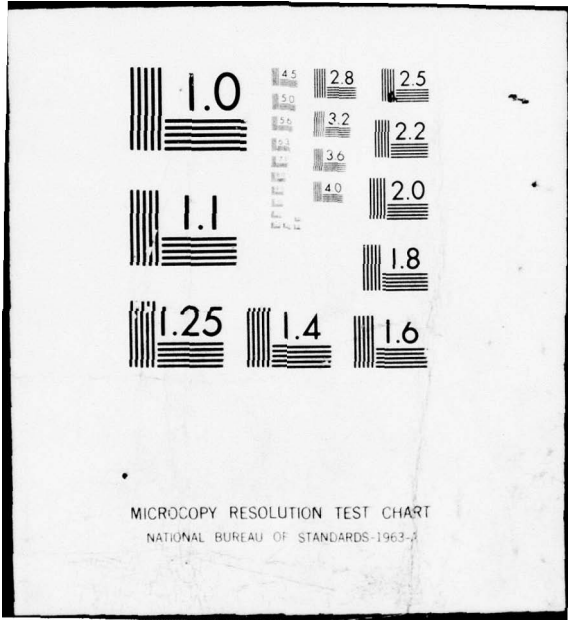 1.0
4.5 2.8 2.5
5.0
5.6 3.2 2.2
6.3
3.6
4.0 2.0
1.1
1.8
1.25 1.4 1.6
MICROCOPY RESOLUTION TEST CHART
NATIONAL BUREAU OF STANDARDS-1963-A